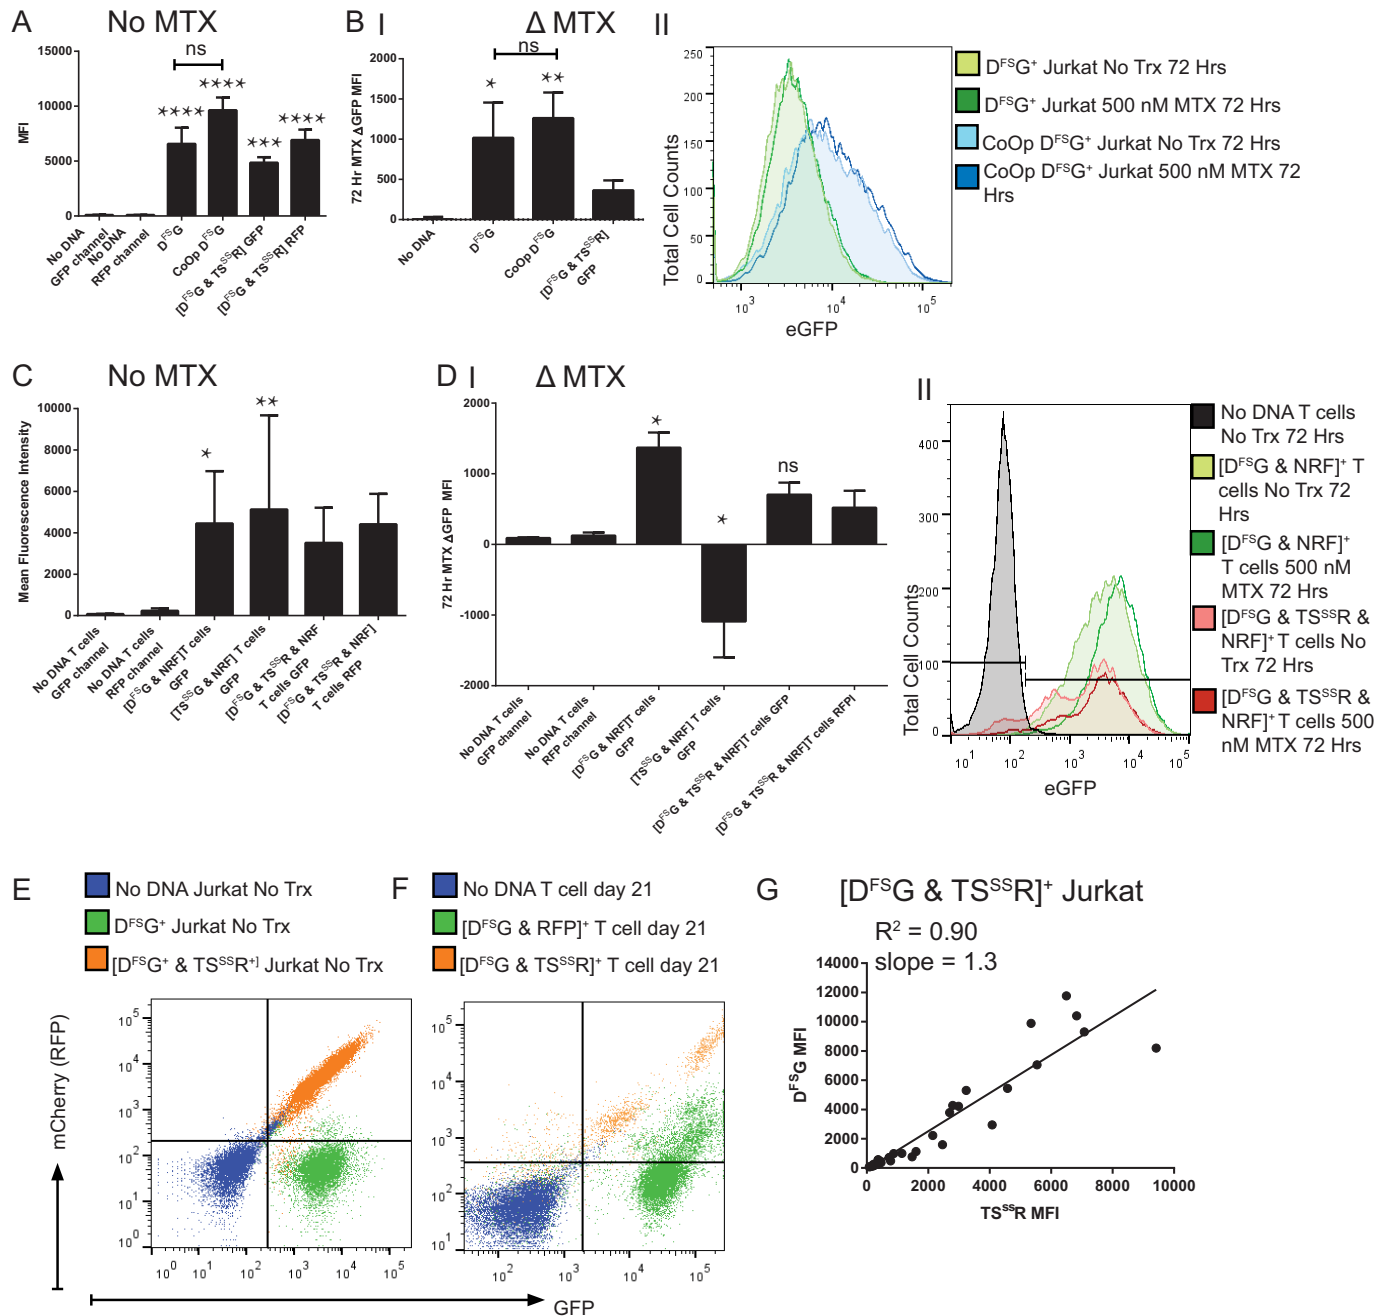 A No MTX
MFI
15000
10000
5000
0
ns
****
****
***
****
No DNA
GFP channel
No DNA
RFP channel
DFSG
CoOp DFSG
[DFSG & TSSSR] GFP
[DFSG & TSSSR] RFP
B I Δ MTX
72 Hr MTX ΔGFP MFI
2000
1500
1000
500
0
ns
*
**
No DNA
DFSG
CoOp DFSG
[DFSG & TSSSR]
GFP
II
Total Cell Counts
250
200
150
100
50
0
10³ 10⁴ 10⁵
eGFP
DFSG⁺ Jurkat No Trx 72 Hrs
DFSG⁺ Jurkat 500 nM MTX 72 Hrs
CoOp DFSG⁺ Jurkat No Trx 72 Hrs
CoOp DFSG⁺ Jurkat 500 nM MTX 72
Hrs
C No MTX
Mean Fluorescence Intensity
10000
8000
6000
4000
2000
0
*
**
No DNA T cells
GFP channel
No DNA T cells
RFP channel
[DFSG & NRF]T cells
GFP
[TSSS & NRF] T cells
GFP
[DFSG & TSSSR & NRF
T cells GFP
[DFSG & TSSSR & NRF]
T cells RFP
D I Δ MTX
72 Hr MTX ΔGFP MFI
2000
1000
0
-1000
-2000
*
*
ns
No DNA T cells
GFP channel
No DNA T cells
RFP channel
[DFSG & NRF]T cells
GFP
[TSSSG & NRF] T cells
GFP
[DFSG & TSSSR & NRF]T cells GFP
[DFSG & TSSSR & NRF]T cells RFPI
II
Total Cell Counts
400
300
200
100
0
10¹ 10² 10³ 10⁴ 10⁵
eGFP
No DNA T cells
No Trx 72 Hrs
[DFSG & NRF]⁺ T
cells No Trx 72
Hrs
[DFSG & NRF]⁺
T cells 500 nM
MTX 72 Hrs
[DFSG & TSSSR &
NRF]⁺ T cells No
Trx 72 Hrs
[DFSG & TSSSR &
NRF]⁺ T cells 500
nM MTX 72 Hrs
E
No DNA Jurkat No Trx
DFSG⁺ Jurkat No Trx
[DFSG⁺ & TSSSR⁺] Jurkat No Trx
mCherry (RFP)
10⁵
10⁴
10³
10²
10¹
10⁰
10⁰ 10¹ 10² 10³ 10⁴ 10⁵
F
No DNA T cell day 21
[DFSG & RFP]⁺ T cell day 21
[DFSG & TSSSR]⁺ T cell day 21
10⁵
10⁴
10³
10²
10¹
10² 10³ 10⁴ 10⁵
GFP
G [DFSG & TSSSR]⁺ Jurkat
R² = 0.90
slope = 1.3
DFSG MFI
14000
12000
10000
8000
6000
4000
2000
0
0 2000 4000 6000 8000 10000
TSSSR MFI